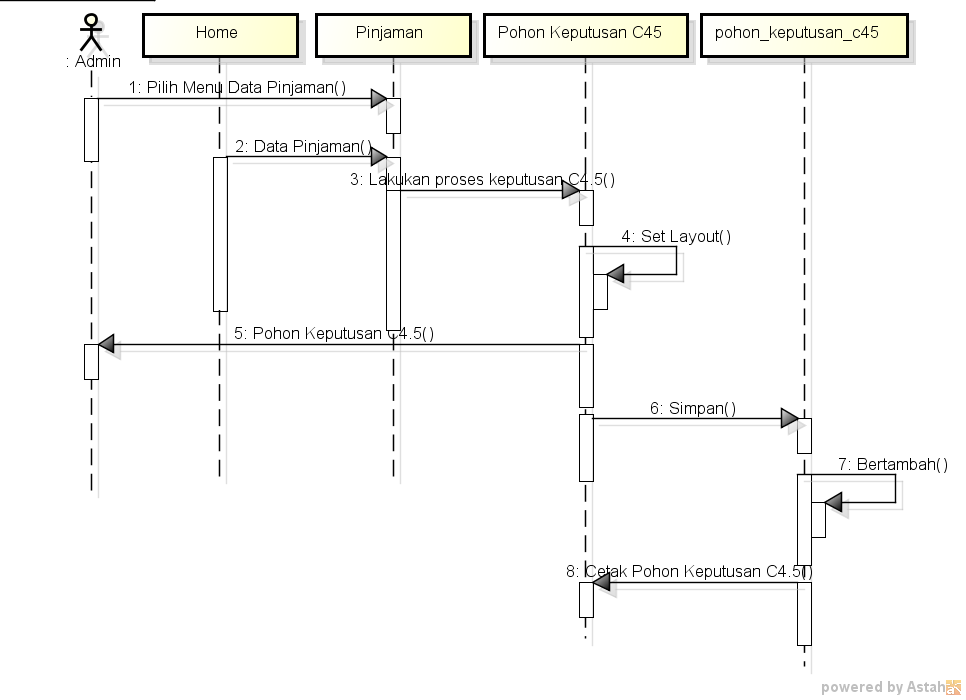 Home
Pinjaman
Pohon Keputusan C45
pohon_keputusan_c45
: Admin
1: Pilih Menu Data Pinjaman()
2: Data Pinjaman()
3: Lakukan proses keputusan C4.5()
4: Set Layout()
5: Pohon Keputusan C4.5()
6: Simpan()
7: Bertambah()
8: Cetak Pohon Keputusan C4.5()
powered by Astah